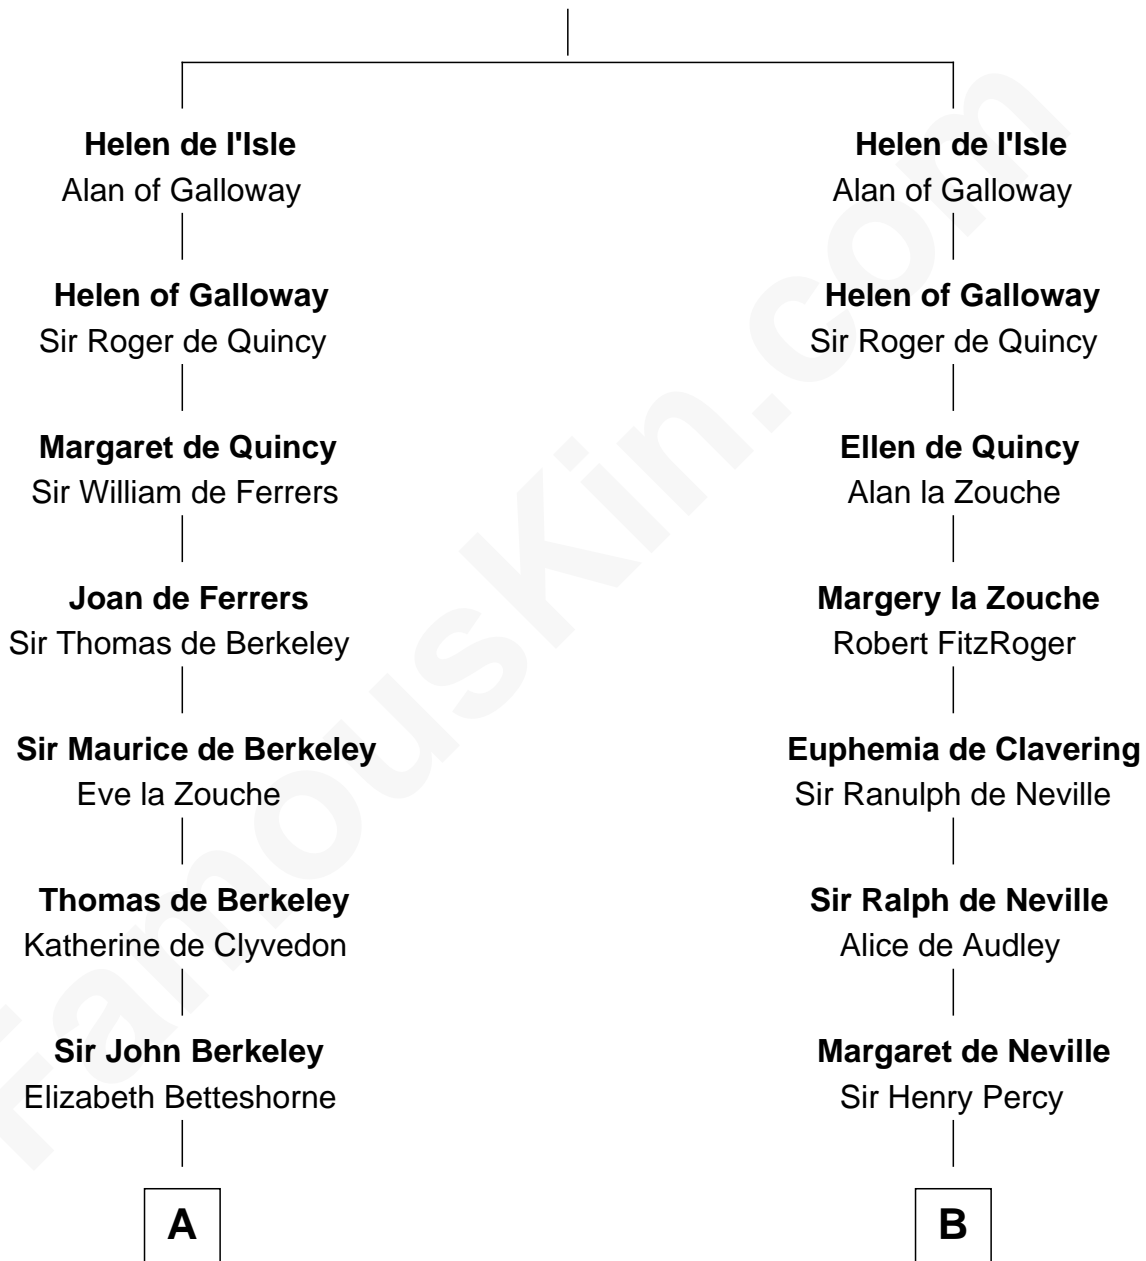 Helen de l'Isle
Alan of Galloway
Helen of Galloway
Sir Roger de Quincy
Margaret de Quincy
Sir William de Ferrers
Joan de Ferrers
Sir Thomas de Berkeley
Sir Maurice de Berkeley
Eve la Zouche
Thomas de Berkeley
Katherine de Clyvedon
Sir John Berkeley
Elizabeth Betteshorne
A
Helen de l'Isle
Alan of Galloway
Helen of Galloway
Sir Roger de Quincy
Ellen de Quincy
Alan la Zouche
Margery la Zouche
Robert FitzRoger
Euphemia de Clavering
Sir Ranulph de Neville
Sir Ralph de Neville
Alice de Audley
Margaret de Neville
Sir Henry Percy
B
FamousKin.com